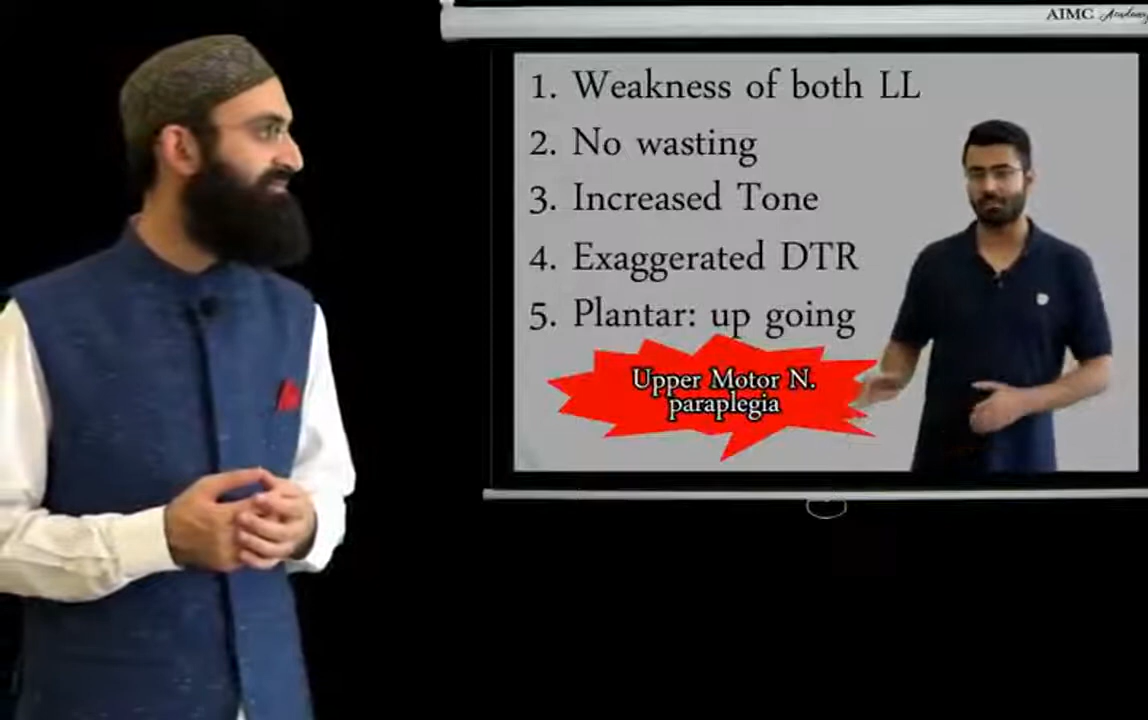 AIMC Academy
1. Weakness of both LL
2. No wasting
3. Increased Tone
4. Exaggerated DTR
5. Plantar: up going
Upper Motor N.
paraplegia